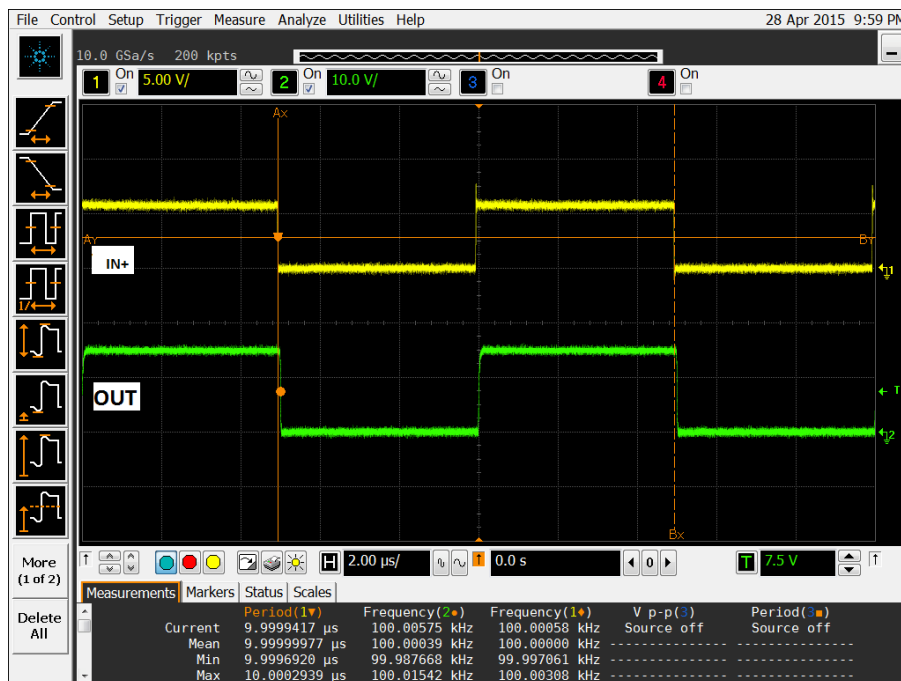 File Control Setup Trigger Measure Analyze Utilities Help 28 Apr 2015 9:59 PM
10.0 GSa/s 200 kpts
1 On 5.00 V/ 2 On 10.0 V/ 3 On 4 On
Ax
AY BY
IN+
1
OUT
T
2
Bx
More
(1 of 2)
Delete
All
H 2.00 µs/ 0.0 s 0 T 7.5 V
Measurements Markers Status Scales
Period(1▼) Frequency(2●) Frequency(1♦) V p-p(3) Period(3■)
Current 9.9999417 µs 100.00575 kHz 100.00058 kHz Source off Source off
Mean 9.99999977 µs 100.00039 kHz 100.00000 kHz --------------- ---------------
Min 9.9996920 µs 99.987668 kHz 99.997061 kHz --------------- ---------------
Max 10.0002939 µs 100.01542 kHz 100.00308 kHz --------------- ---------------